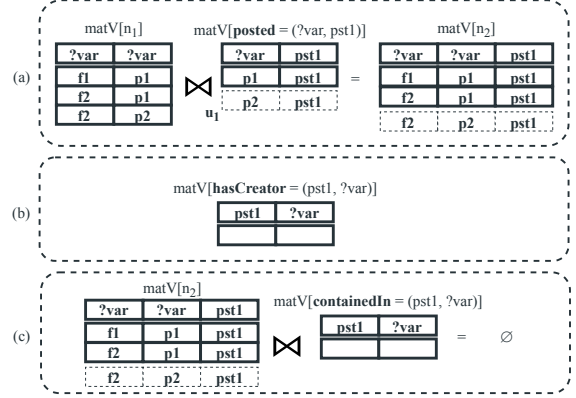 matV[n1] matV[posted = (?var, pst1)] matV[n2]
?var ?var ?var pst1 ?var ?var pst1
(a) f1 p1 ⋈ p1 pst1 = f1 p1 pst1
f2 p1 p2 pst1 f2 p1 pst1
f2 p2 u1 f2 p2 pst1
matV[hasCreator = (pst1, ?var)]
(b) pst1 ?var
matV[n2] matV[containedIn = (pst1, ?var)]
?var ?var pst1 pst1 ?var
(c) f1 p1 pst1 ⋈ = ∅
f2 p1 pst1
f2 p2 pst1